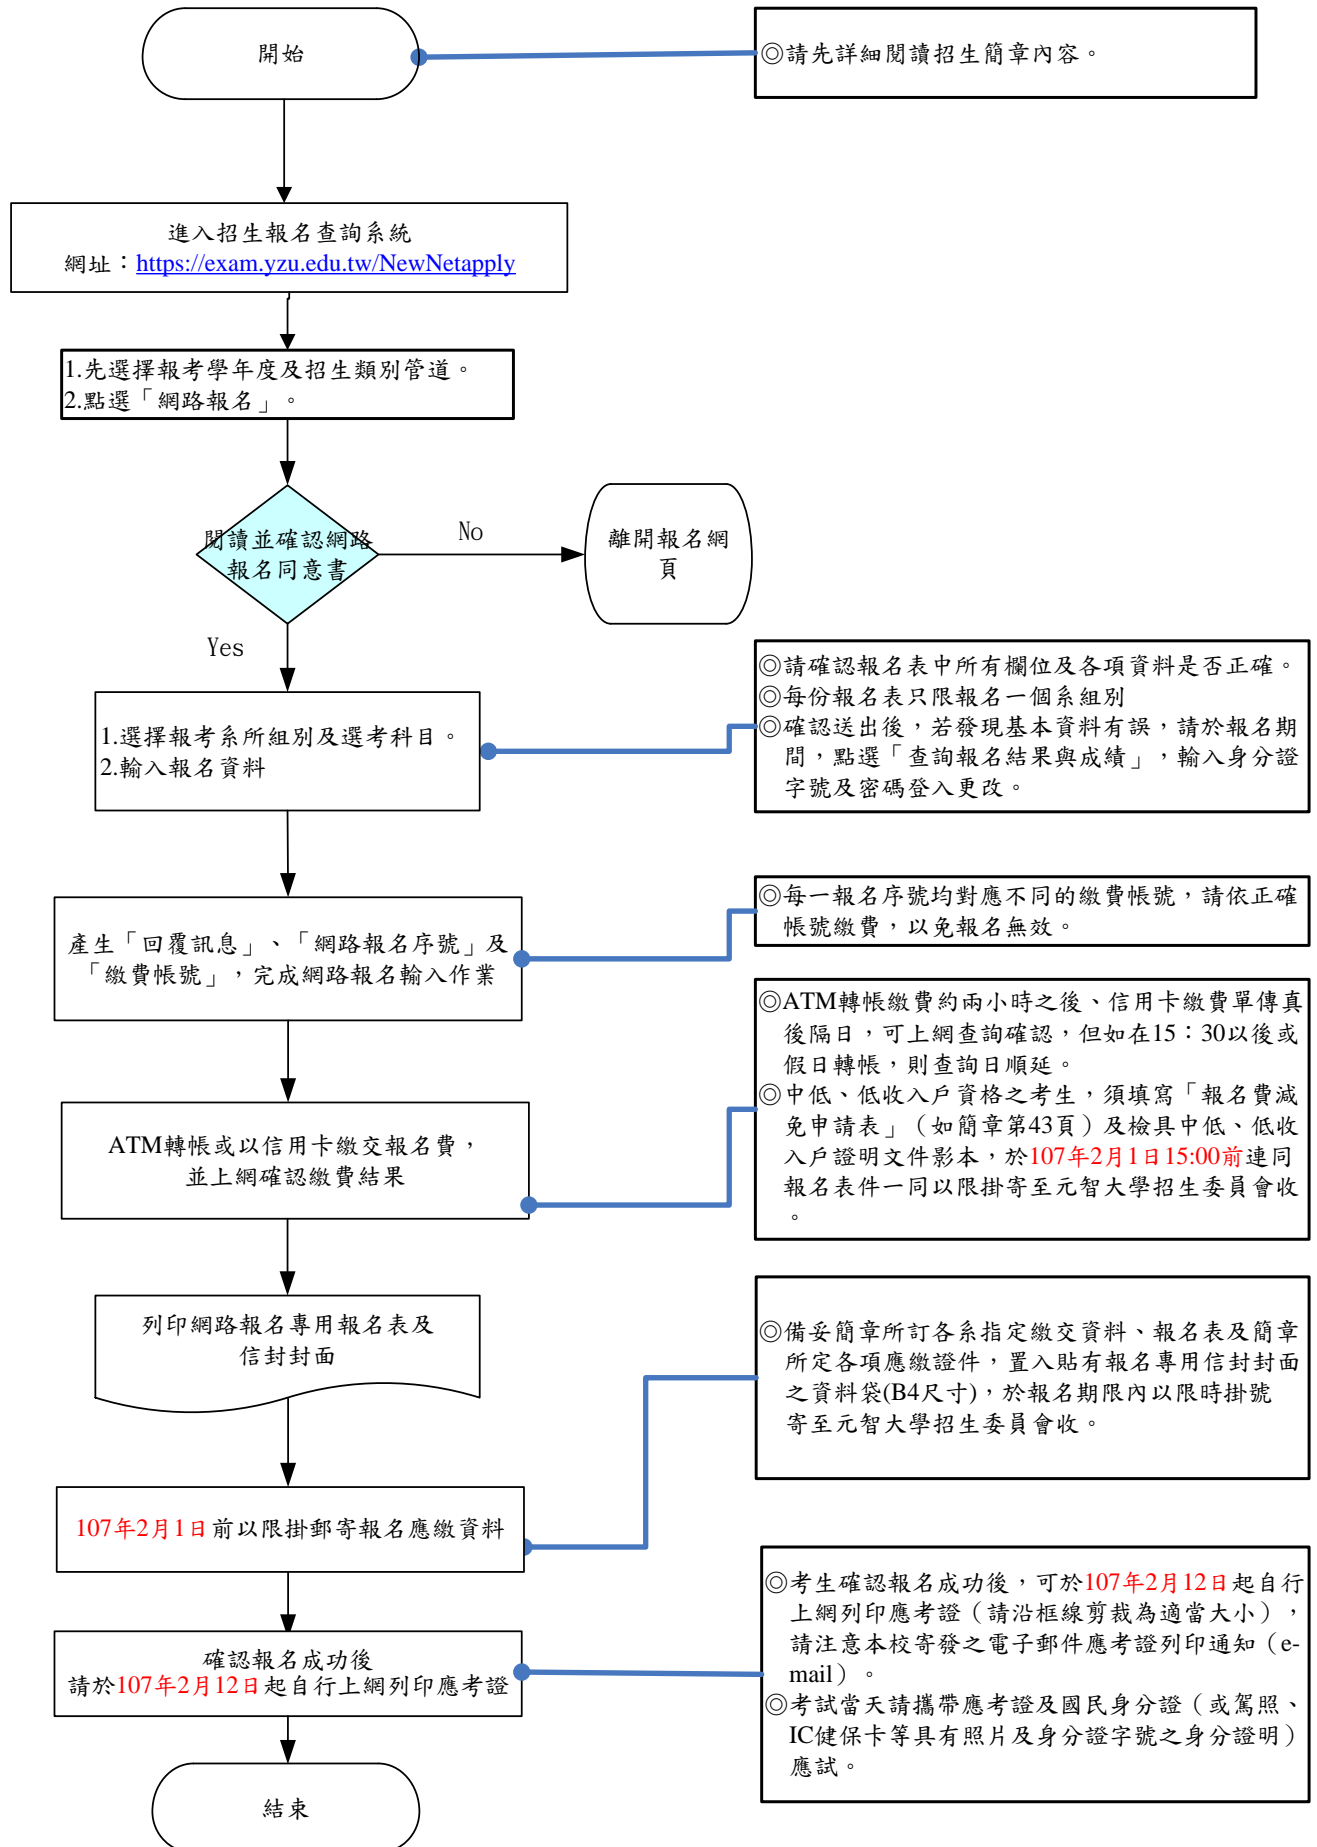 開始
◎請先詳細閱讀招生簡章內容。
進入招生報名查詢系統
網址：https://exam.yzu.edu.tw/NewNetapply
1.先選擇報考學年度及招生類別管道。
2.點選「網路報名」。
閱讀並確認網路
報名同意書
No
離開報名網
頁
Yes
◎請確認報名表中所有欄位及各項資料是否正確。
◎每份報名表只限報名一個系組別
◎確認送出後，若發現基本資料有誤，請於報名期
間，點選「查詢報名結果與成績」，輸入身分證
字號及密碼登入更改。
1.選擇報考系所組別及選考科目。
2.輸入報名資料
◎每一報名序號均對應不同的繳費帳號，請依正確
帳號繳費，以免報名無效。
產生「回覆訊息」、「網路報名序號」及
「繳費帳號」，完成網路報名輸入作業
◎ATM轉帳繳費約兩小時之後、信用卡繳費單傳真
後隔日，可上網查詢確認，但如在15：30以後或
假日轉帳，則查詢日順延。
◎中低、低收入戶資格之考生，須填寫「報名費減
免申請表」（如簡章第43頁）及檢具中低、低收
入戶證明文件影本，於107年2月1日15:00前連同
報名表件一同以限掛寄至元智大學招生委員會收
。
ATM轉帳或以信用卡繳交報名費，
並上網確認繳費結果
列印網路報名專用報名表及
信封封面
◎備妥簡章所訂各系指定繳交資料、報名表及簡章
所定各項應繳證件，置入貼有報名專用信封封面
之資料袋(B4尺寸)，於報名期限內以限時掛號
寄至元智大學招生委員會收。
107年2月1日前以限掛郵寄報名應繳資料
◎考生確認報名成功後，可於107年2月12日起自行
上網列印應考證（請沿框線剪裁為適當大小），
請注意本校寄發之電子郵件應考證列印通知（e-
mail）。
◎考試當天請攜帶應考證及國民身分證（或駕照、
IC健保卡等具有照片及身分證字號之身分證明）
應試。
確認報名成功後
請於107年2月12日起自行上網列印應考證
結束